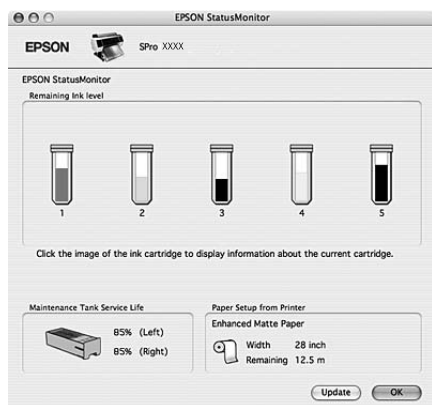 EPSON StatusMonitor
EPSON SPro XXXX
EPSON StatusMonitor
Remaining Ink level
1 2 3 4 5
Click the image of the ink cartridge to display information about the current cartridge.
Maintenance Tank Service Life
85% (Left)
85% (Right)
Paper Setup from Printer
Enhanced Matte Paper
Width 28 inch
Remaining 12.5 m
Update OK